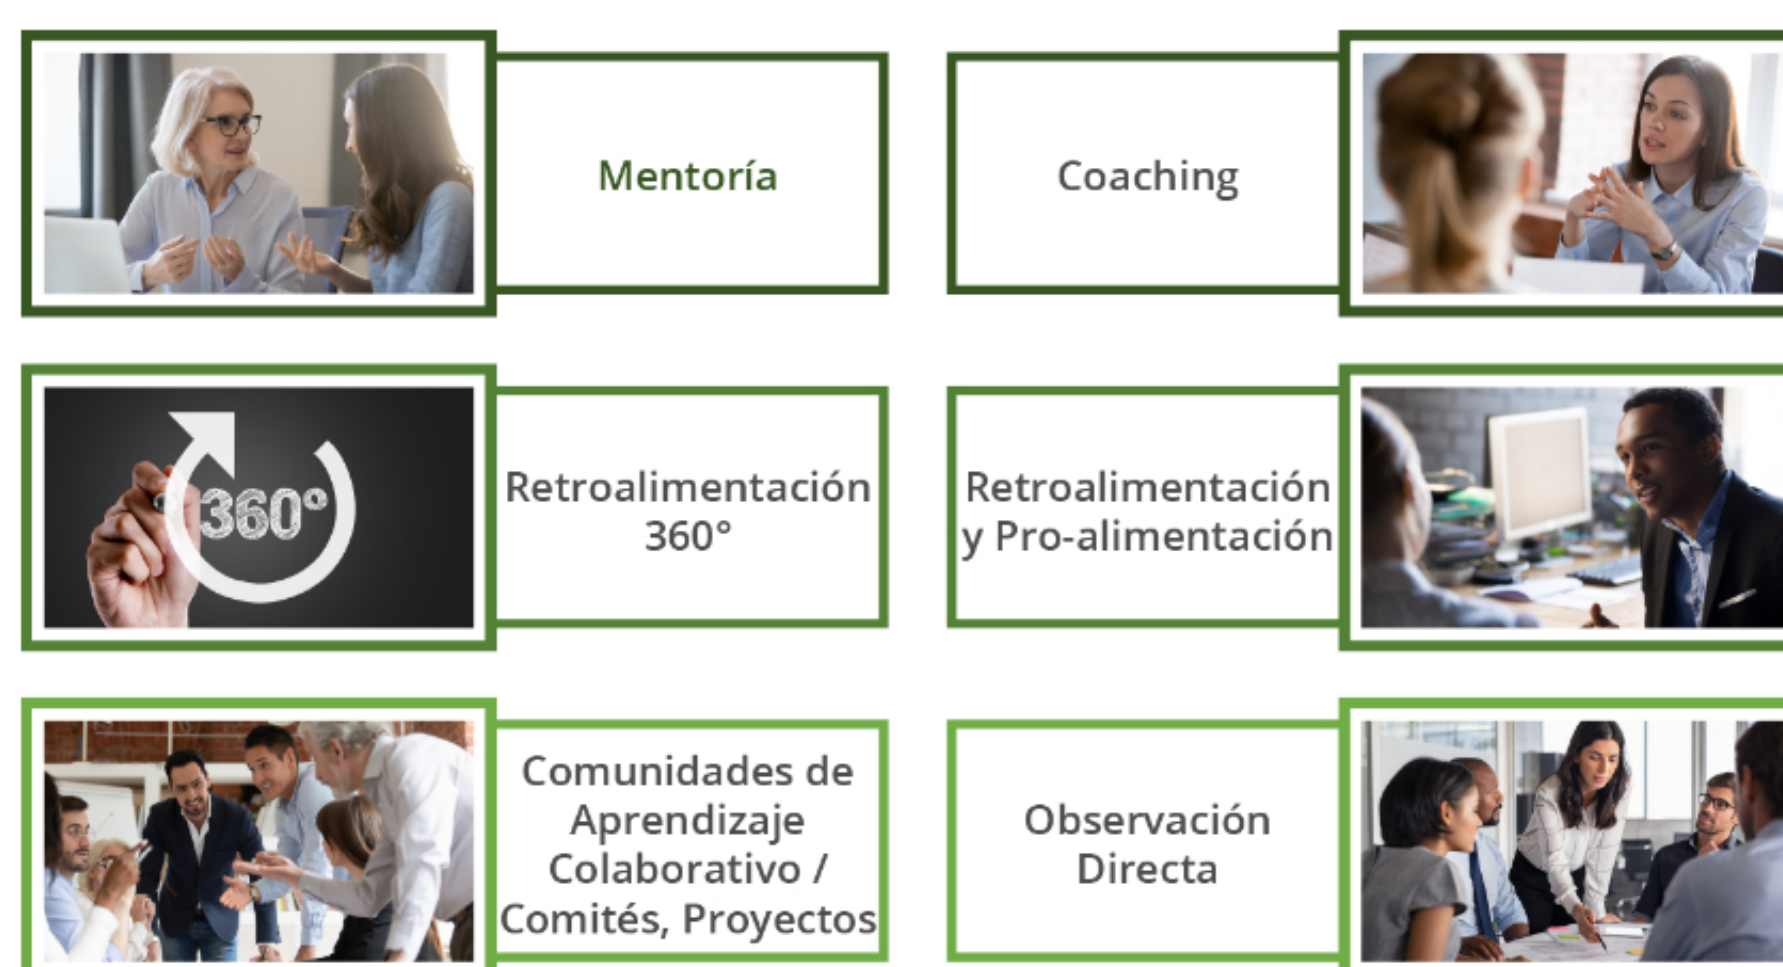 Mentoría
Coaching
360°
Retroalimentación
360°
Retroalimentación
y Pro-alimentación
Comunidades de
Aprendizaje
Colaborativo /
Comités, Proyectos
Observación
Directa